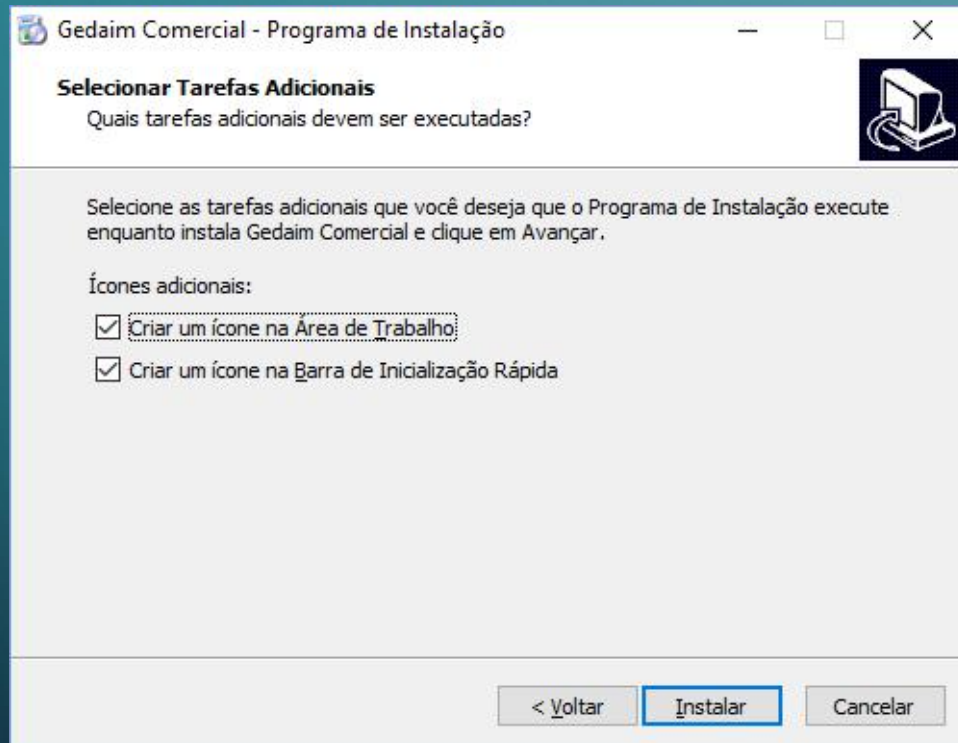 Gedaim Comercial - Programa de Instalação
Selecionar Tarefas Adicionais
Quais tarefas adicionais devem ser executadas?
Selecione as tarefas adicionais que você deseja que o Programa de Instalação execute
enquanto instala Gedaim Comercial e clique em Avançar.
Ícones adicionais:
Criar um ícone na Área de Trabalho
Criar um ícone na Barra de Inicialização Rápida
< Voltar
Instalar
Cancelar